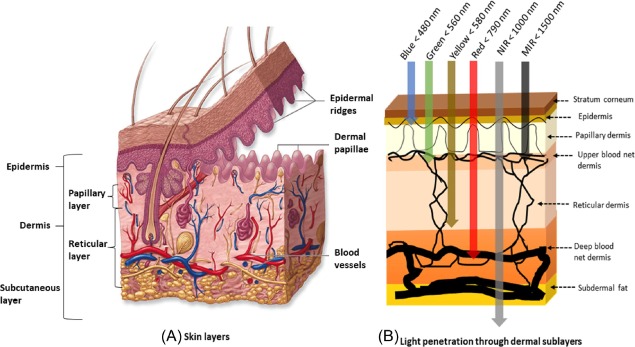 Epidermal
ridges
Dermal
papillae
Epidermis
Papillary
layer
Dermis
Reticular
layer
Blood
vessels
Subcutaneous
layer
(A) Skin layers
Blue < 480 nm
Green < 560 nm
Yellow < 580 nm
Red < 790 nm
NIR < 1000 nm
MIR < 1500 nm
Stratum corneum
Epidermis
Papillary dermis
Upper blood net
dermis
Reticular dermis
Deep blood
net dermis
Subdermal fat
(B) Light penetration through dermal sublayers